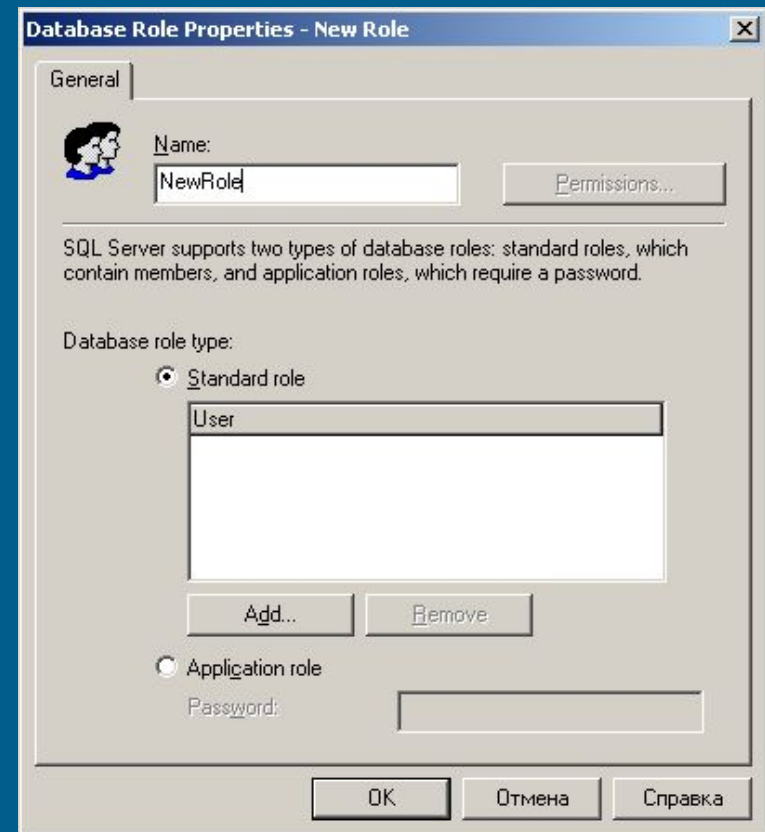 Database Role Properties - New Role
General
Name:
NewRole
Permissions...
SQL Server supports two types of database roles: standard roles, which
contain members, and application roles, which require a password.
Database role type:
Standard role
User
Add...
Remove
Application role
Password:
OK
Отмена
Справка